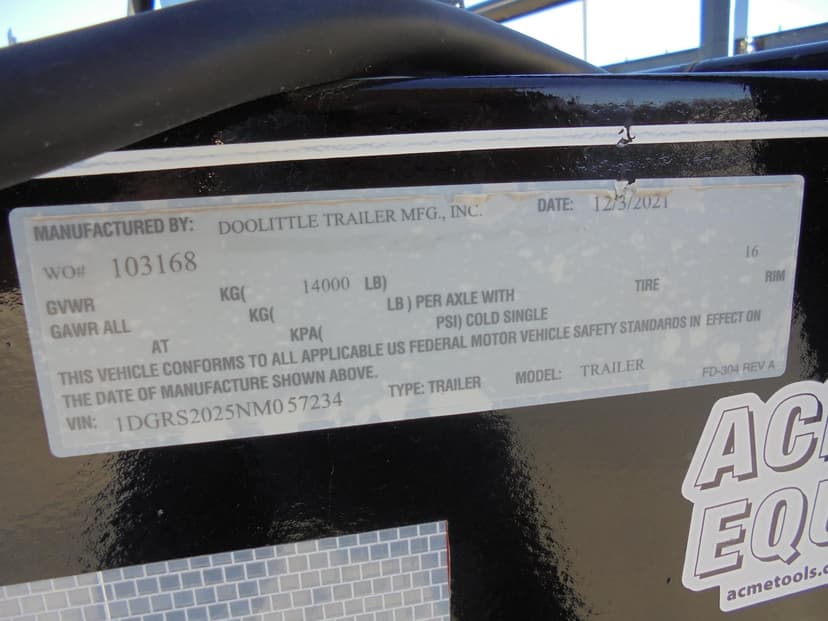 MANUFACTURED BY: DOOLITTLE TRAILER MFG., INC. DATE: 12/3/2021
WO# 103168
GVWR KG( 14000 LB) 16
GAWR ALL KG( LB ) PER AXLE WITH TIRE RIM
AT KPA( PSI) COLD SINGLE
THIS VEHICLE CONFORMS TO ALL APPLICABLE US FEDERAL MOTOR VEHICLE SAFETY STANDARDS IN EFFECT ON
THE DATE OF MANUFACTURE SHOWN ABOVE.
VIN: 1DGRS2025NM057234 TYPE: TRAILER MODEL: TRAILER FD-304 REV A
AC
EQU
acmetools.c